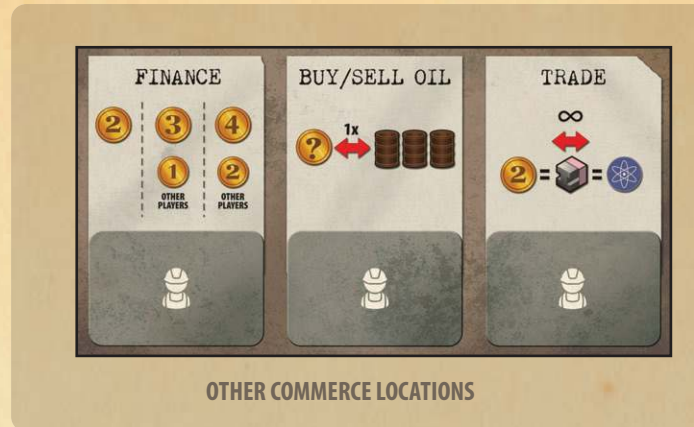 FINANCE
2 3 4
1 2
OTHER PLAYERS OTHER PLAYERS
BUY/SELL OIL
? 1x
TRADE
∞
2 = =
OTHER COMMERCE LOCATIONS